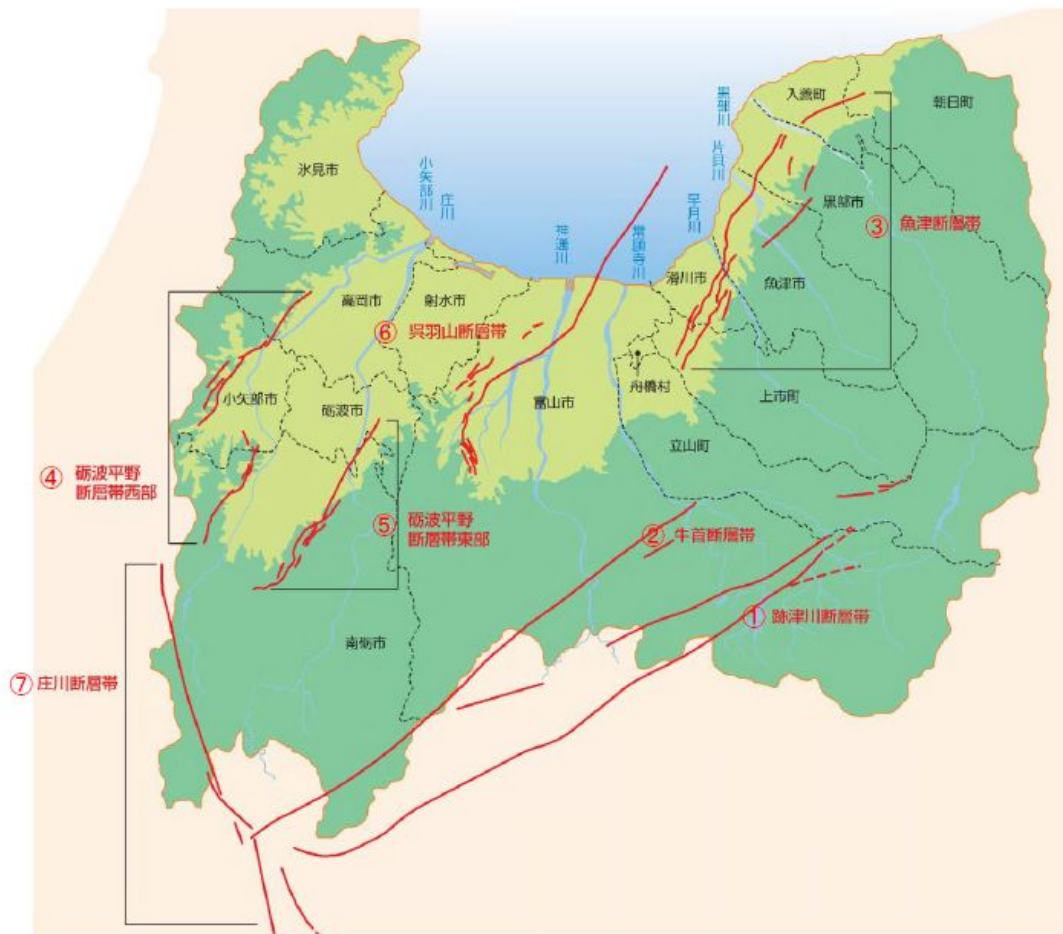 入善町
朝日町
黒部川
片貝川
早月川
氷見市
小矢部川
庄川
神通川
常願寺川
黒部市
③ 魚津断層帯
滑川市
魚津市
高岡市
射水市
⑥ 呉羽山断層帯
舟橋村
上市町
小矢部市
砺波市
富山市
立山町
④ 砺波平野
断層帯西部
⑤ 砺波平野
断層帯東部
② 牛首断層帯
① 跡津川断層帯
南砺市
⑦ 庄川断層帯